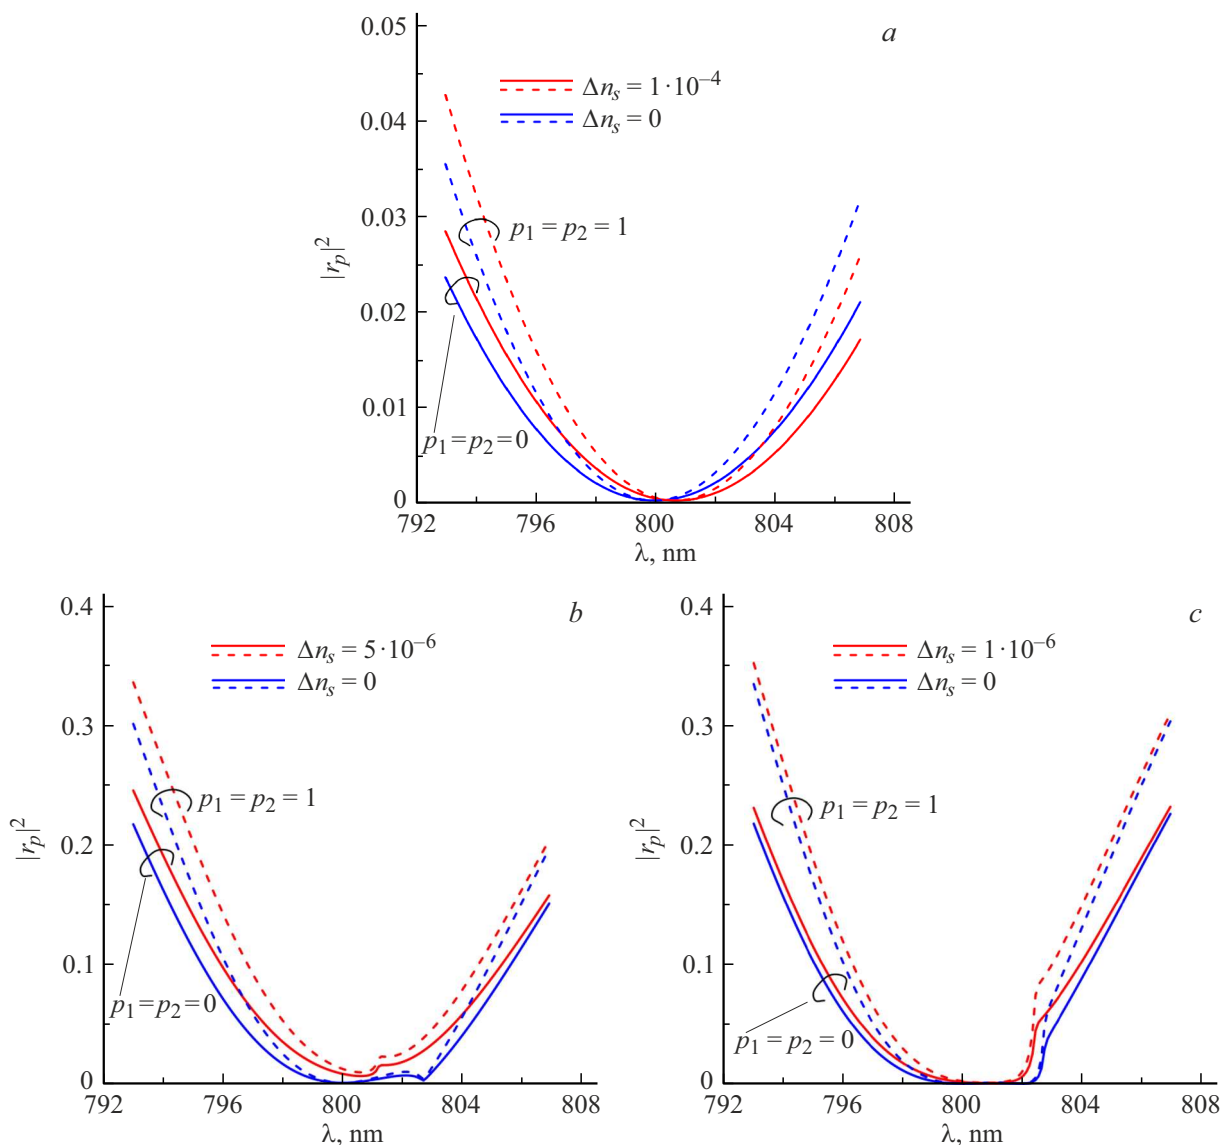 a
0.05
0.04
0.03
0.02
0.01
0
|r_p|^2
Δn_s = 1·10^−4
Δn_s = 0
p_1 = p_2 = 1
p_1 = p_2 = 0
792 796 800 804 808
λ, nm
b
0.4
0.3
0.2
0.1
0
|r_p|^2
Δn_s = 5·10^−6
Δn_s = 0
p_1 = p_2 = 1
p_1 = p_2 = 0
792 796 800 804 808
λ, nm
c
0.4
0.3
0.2
0.1
0
|r_p|^2
Δn_s = 1·10^−6
Δn_s = 0
p_1 = p_2 = 1
p_1 = p_2 = 0
792 796 800 804 808
λ, nm